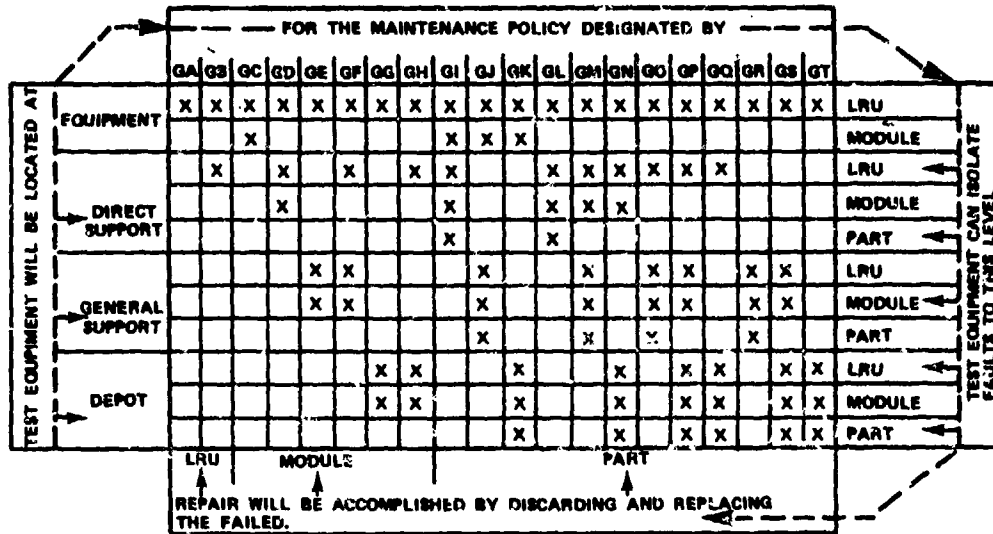 FOR THE MAINTENANCE POLICY DESIGNATED BY
GA GB GC GD GE GF GG GH GI GJ GK GL GM GN GO GP GQ GR GS GT
TEST EQUIPMENT WILL BE LOCATED AT
EQUIPMENT X X X X X X X X X X X X X X X X X X X X LRU
X X X X MODULE
X X X X X X X X X X X LRU
DIRECT SUPPORT X X X X X MODULE
X X PART
X X X X X X X X LRU
GENERAL SUPPORT X X X X X X X X MODULE
X X X X PART
X X X X X X X X LRU
DEPOT X X X X X X X X MODULE
X X X X X X PART
TEST EQUIPMENT CAN ISOLATE
FAULTS TO THIS LEVEL
LRU MODULE PART
REPAIR WILL BE ACCOMPLISHED BY DISCARDING AND REPLACING
THE FAILED.